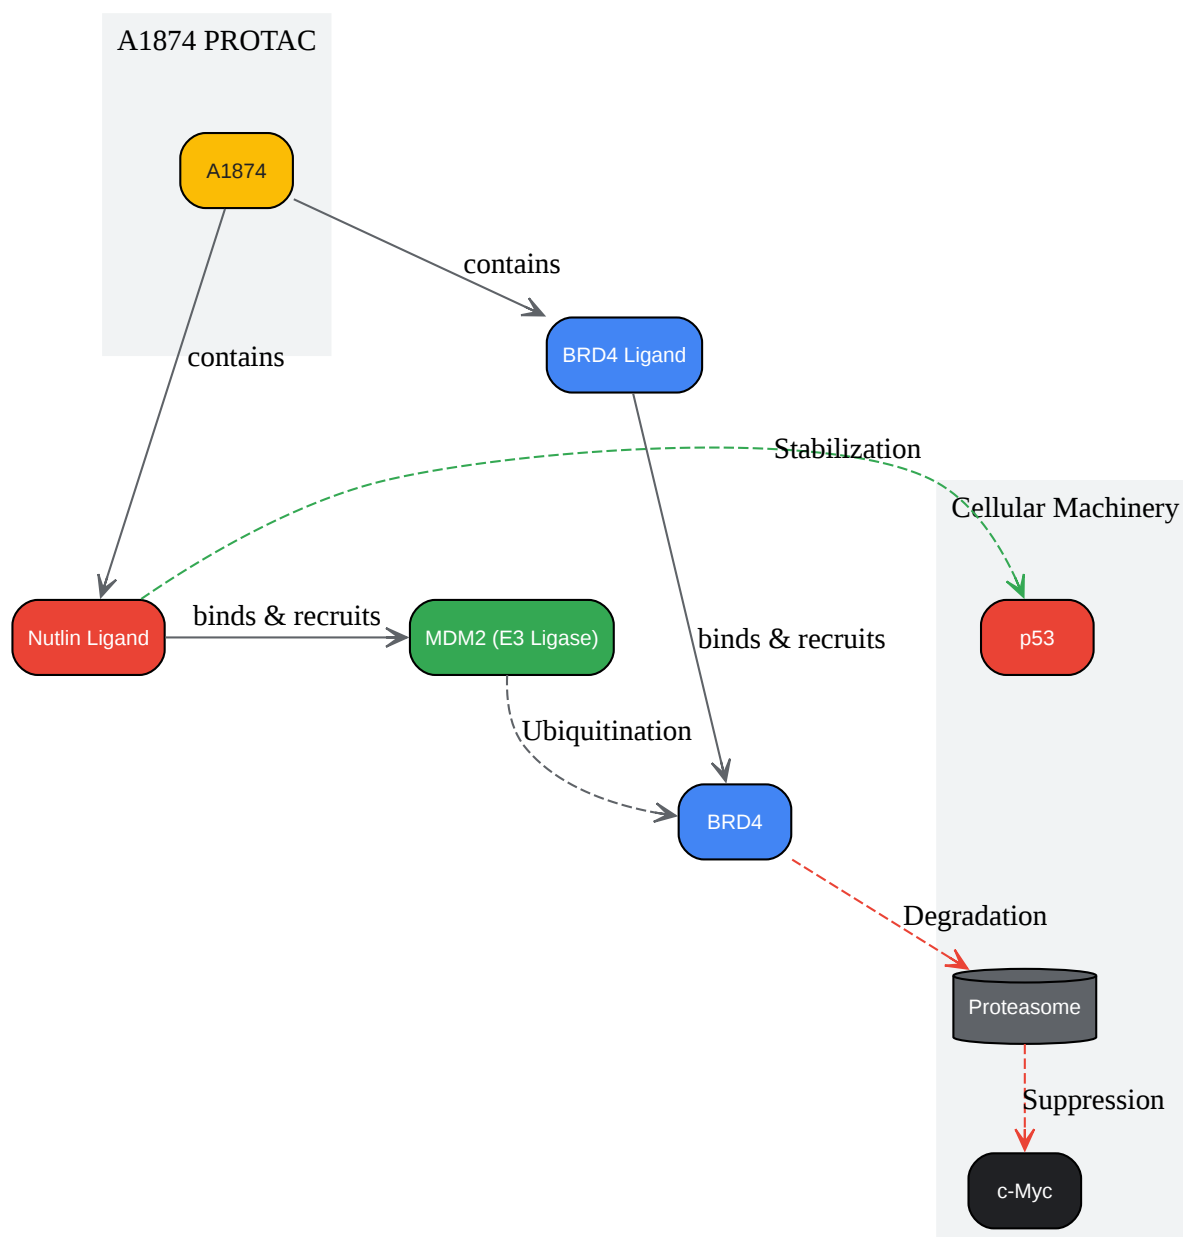 A1874 PROTAC
A1874
contains
BRD4 Ligand
contains
Stabilization
Cellular Machinery
Nutlin Ligand
binds & recruits
MDM2 (E3 Ligase)
binds & recruits
p53
Ubiquitination
BRD4
Degradation
Proteasome
Suppression
c-Myc